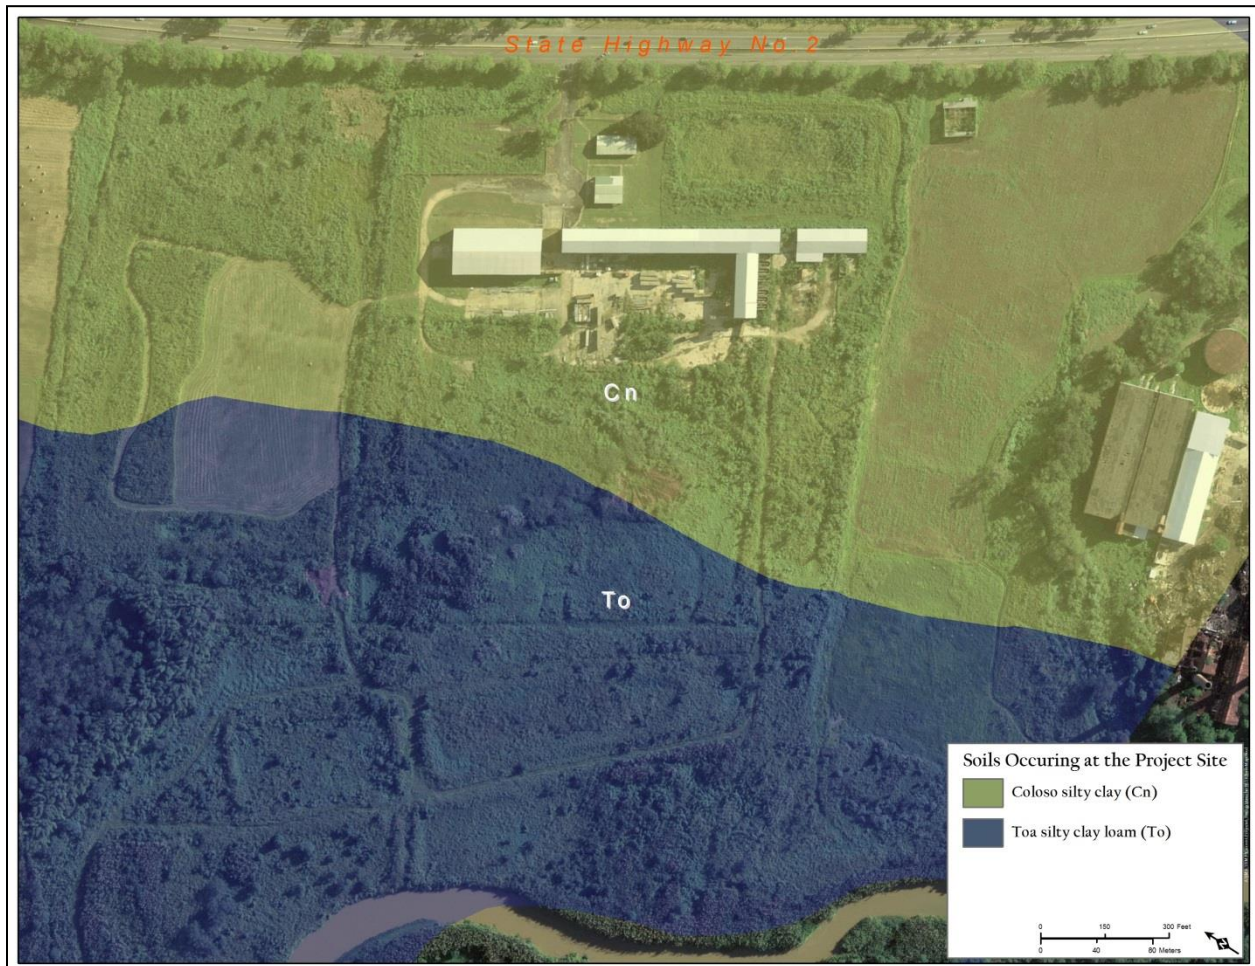 State Highway No 2
Cn
To
Soils Occuring at the Project Site
Coloso silty clay (Cn)
Toa silty clay loam (To)
0 150 300 Feet
0 40 80 Meters
N